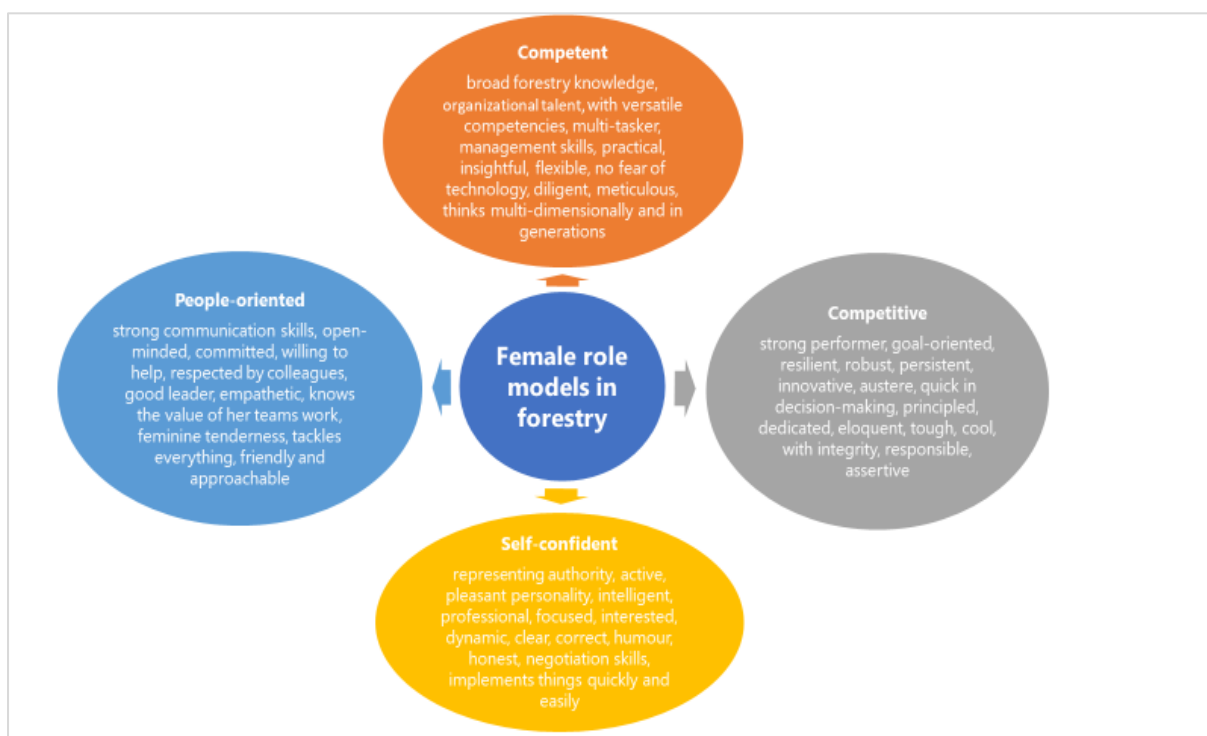 Competent
broad forestry knowledge,
organizational talent, with versatile
competencies, multi-tasker,
management skills, practical,
insightful, flexible, no fear of
technology, diligent, meticulous,
thinks multi-dimensionally and in
generations
People-oriented
strong communication skills, open-
minded, committed, willing to
help, respected by colleagues,
good leader, empathetic, knows
the value of her teams work,
feminine tenderness, tackles
everything, friendly and
approachable
Female role
models in
forestry
Competitive
strong performer, goal-oriented,
resilient, robust, persistent,
innovative, austere, quick in
decision-making, principled,
dedicated, eloquent, tough, cool,
with integrity, responsible,
assertive
Self-confident
representing authority, active,
pleasant personality, intelligent,
professional, focused, interested,
dynamic, clear, correct, humour,
honest, negotiation skills,
implements things quickly and
easily